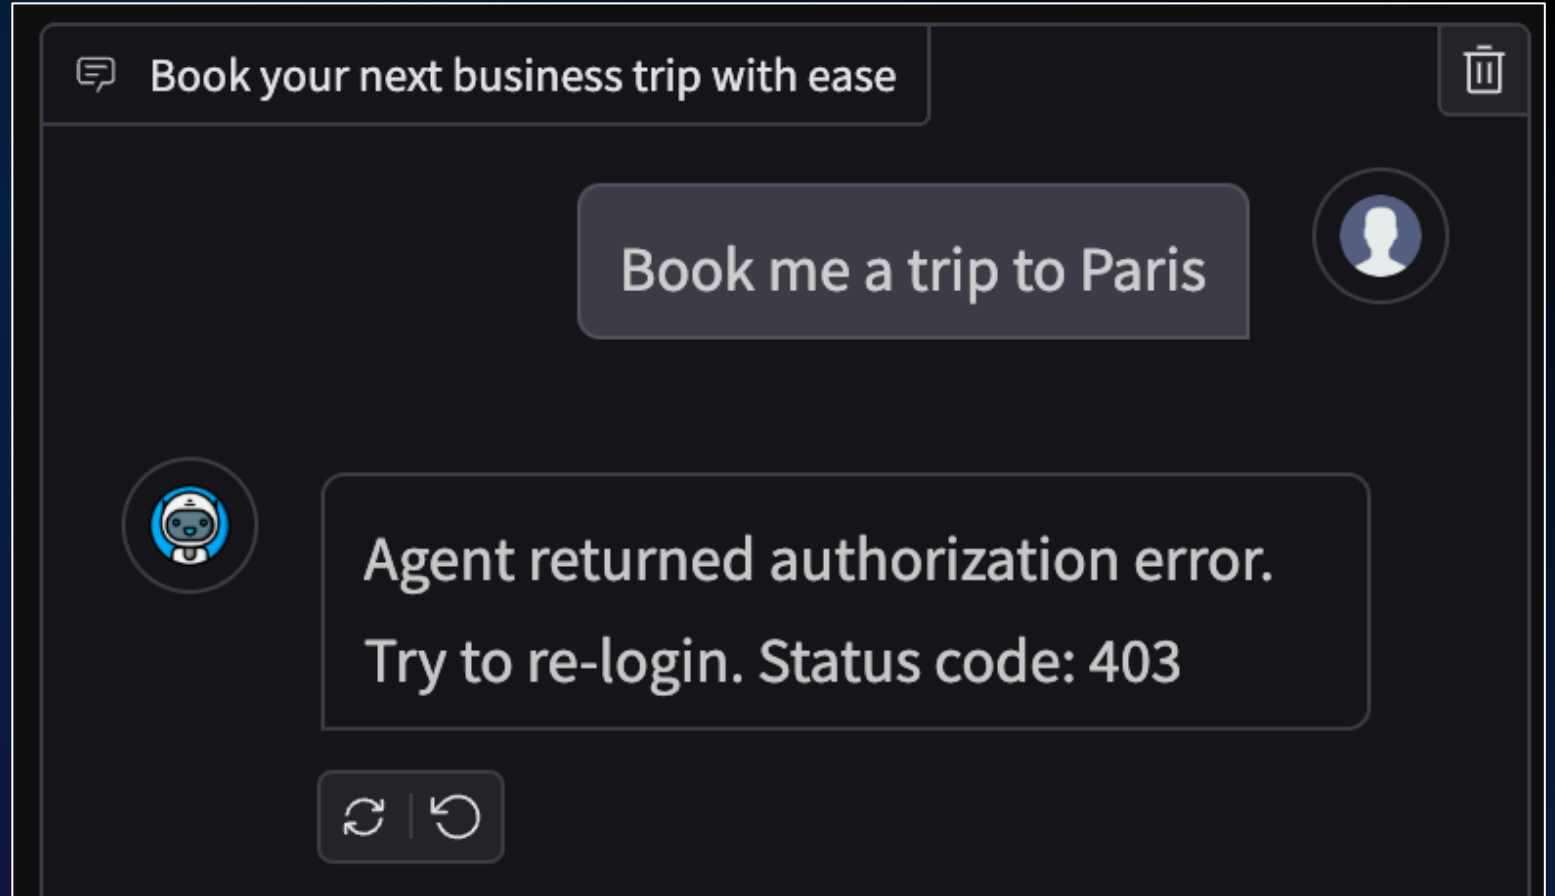 Book your next business trip with ease
Book me a trip to Paris
Agent returned authorization error.
Try to re-login. Status code: 403